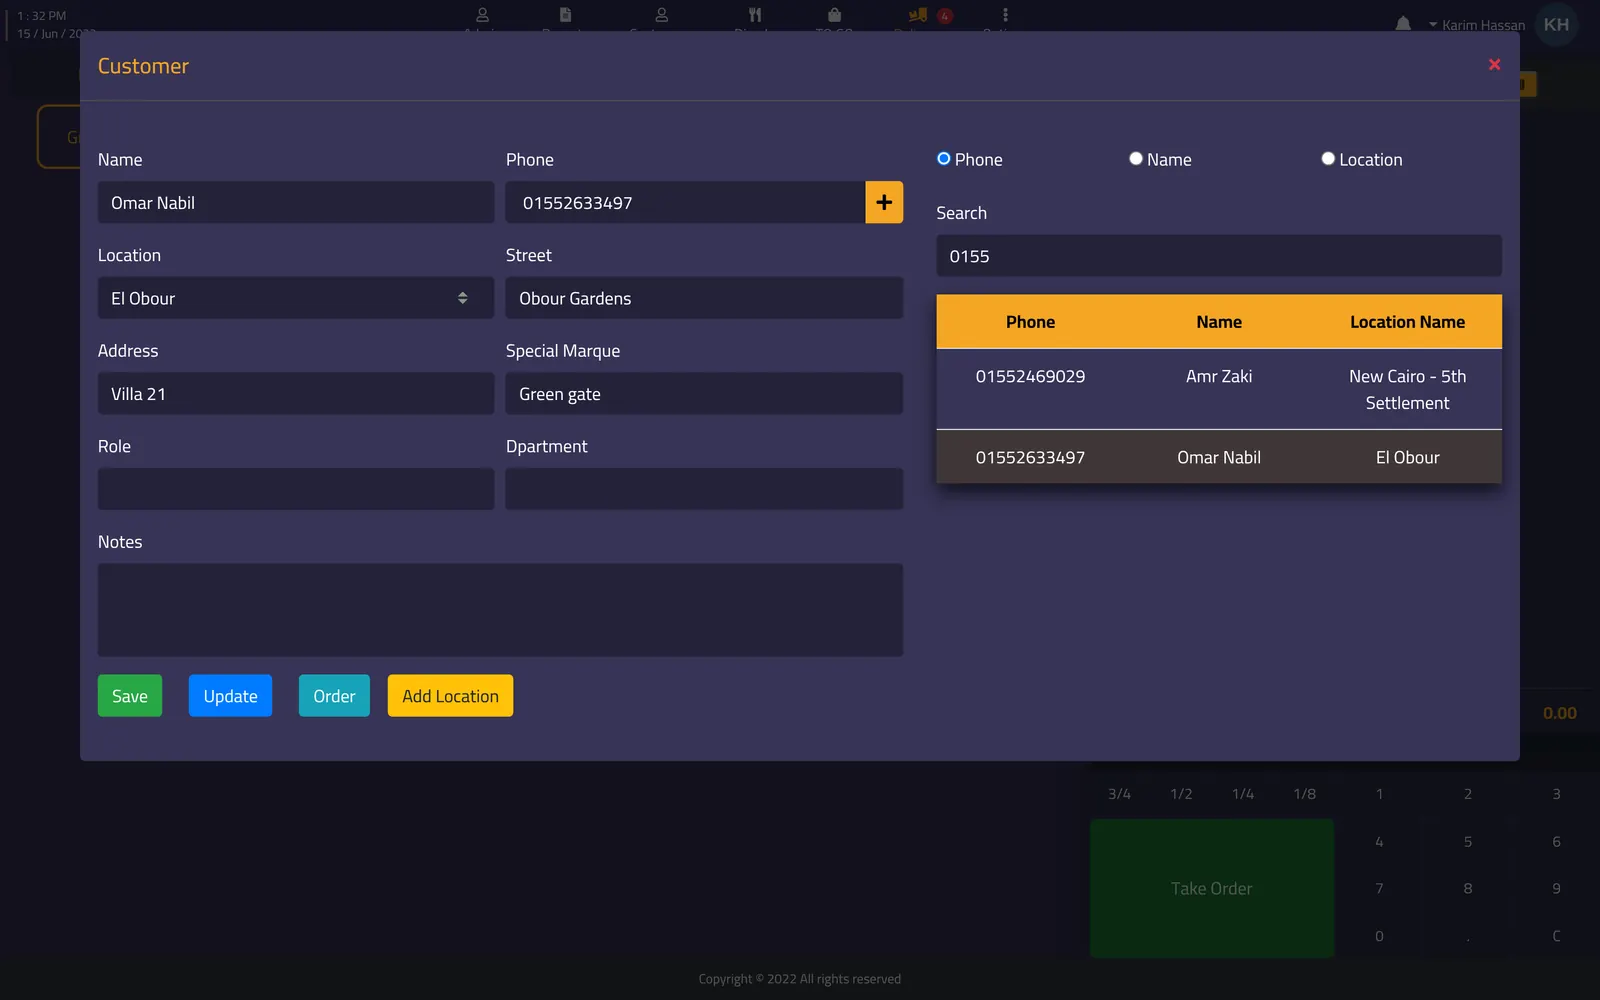 1 : 32 PM
15 / Jun /
4
Karim Hassan
KH
Customer
Name
Phone
Omar Nabil
01552633497
Location
Street
El Obour
Obour Gardens
Address
Special Marque
Villa 21
Green gate
Role
Dpartment
Notes
Save
Update
Order
Add Location
Phone
Name
Location
Search
0155
Phone
Name
Location Name
01552469029
Amr Zaki
New Cairo - 5th
Settlement
01552633497
Omar Nabil
El Obour
0.00
3/4
1/2
1/4
1/8
1
2
3
Take Order
4
5
6
7
8
9
0
.
C
Copyright © 2022 All rights reserved